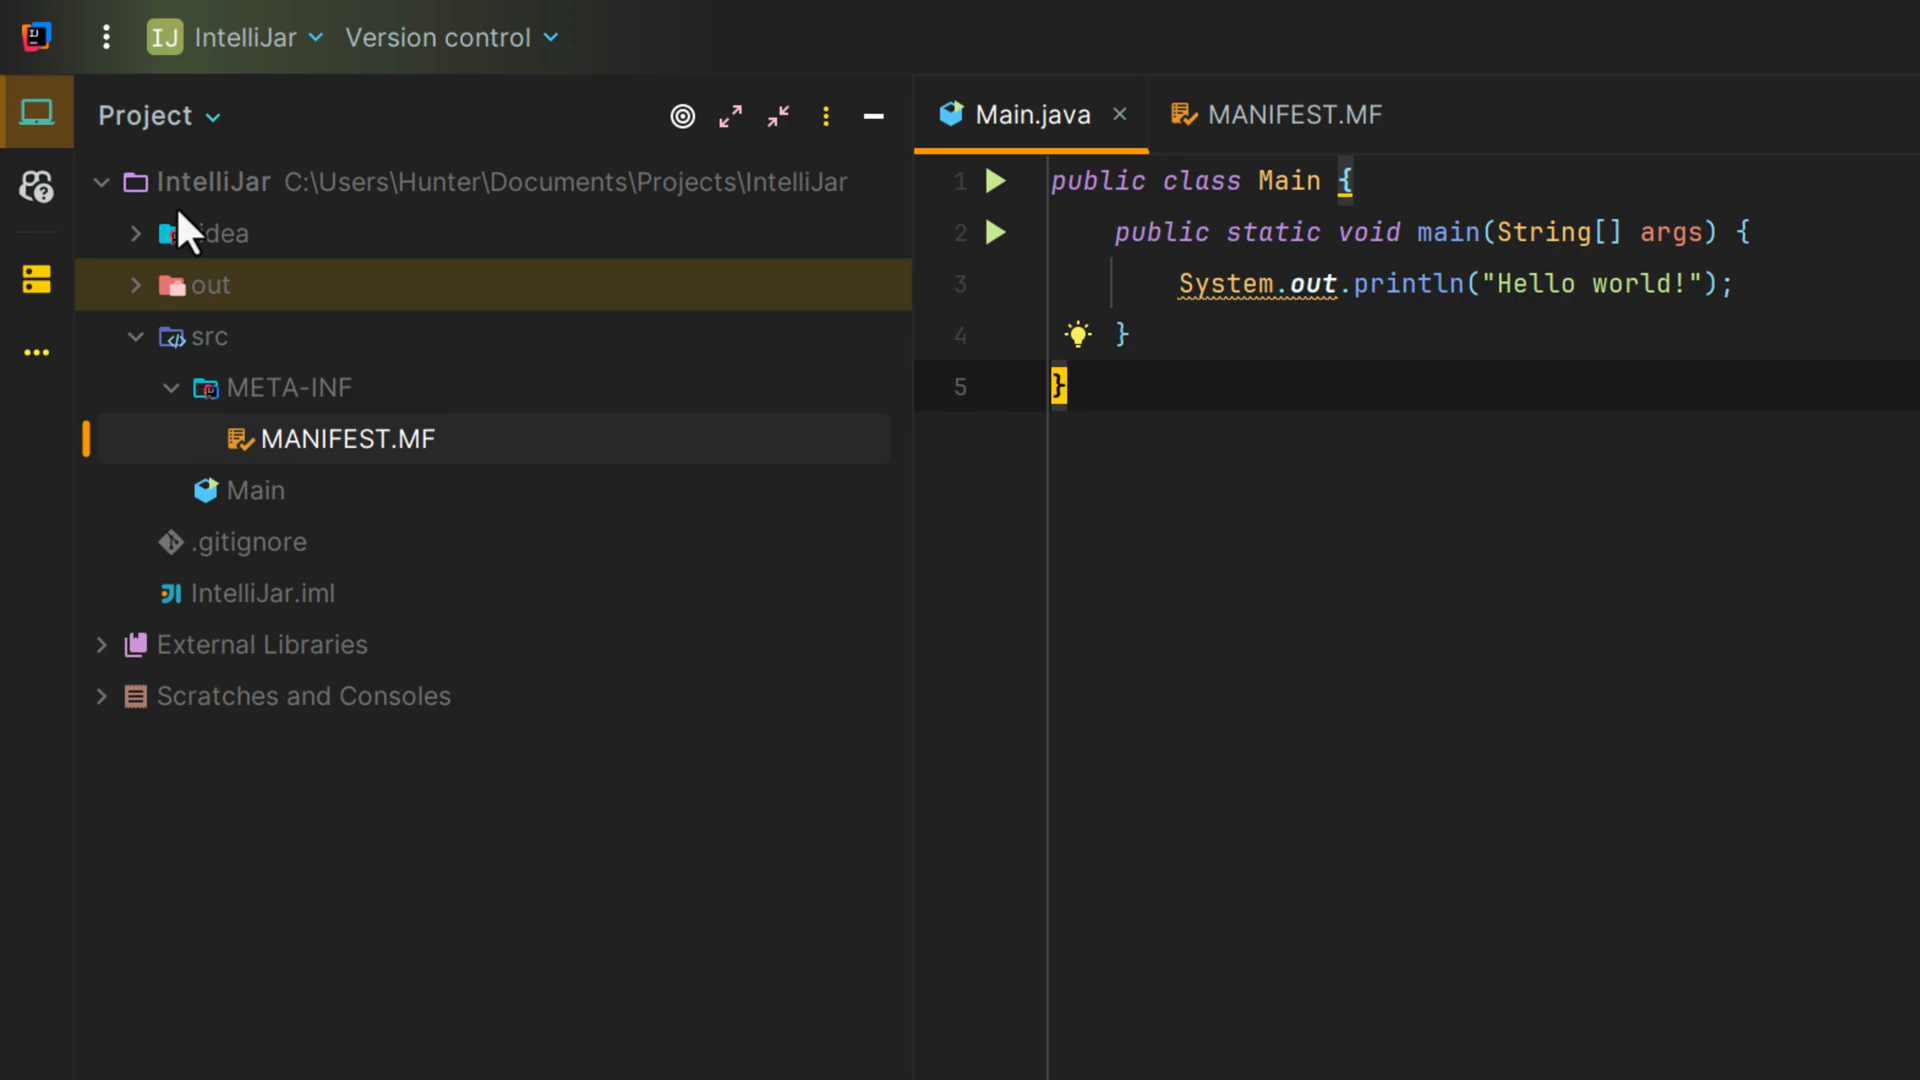 IJ IntelliJar Version control
Project
IntelliJar C:\Users\Hunter\Documents\Projects\IntelliJar
idea
out
src
META-INF
MANIFEST.MF
Main
.gitignore
IntelliJar.iml
External Libraries
Scratches and Consoles
Main.java MANIFEST.MF
1 public class Main {
2 public static void main(String[] args) {
3 System.out.println("Hello world!");
4 }
5 }